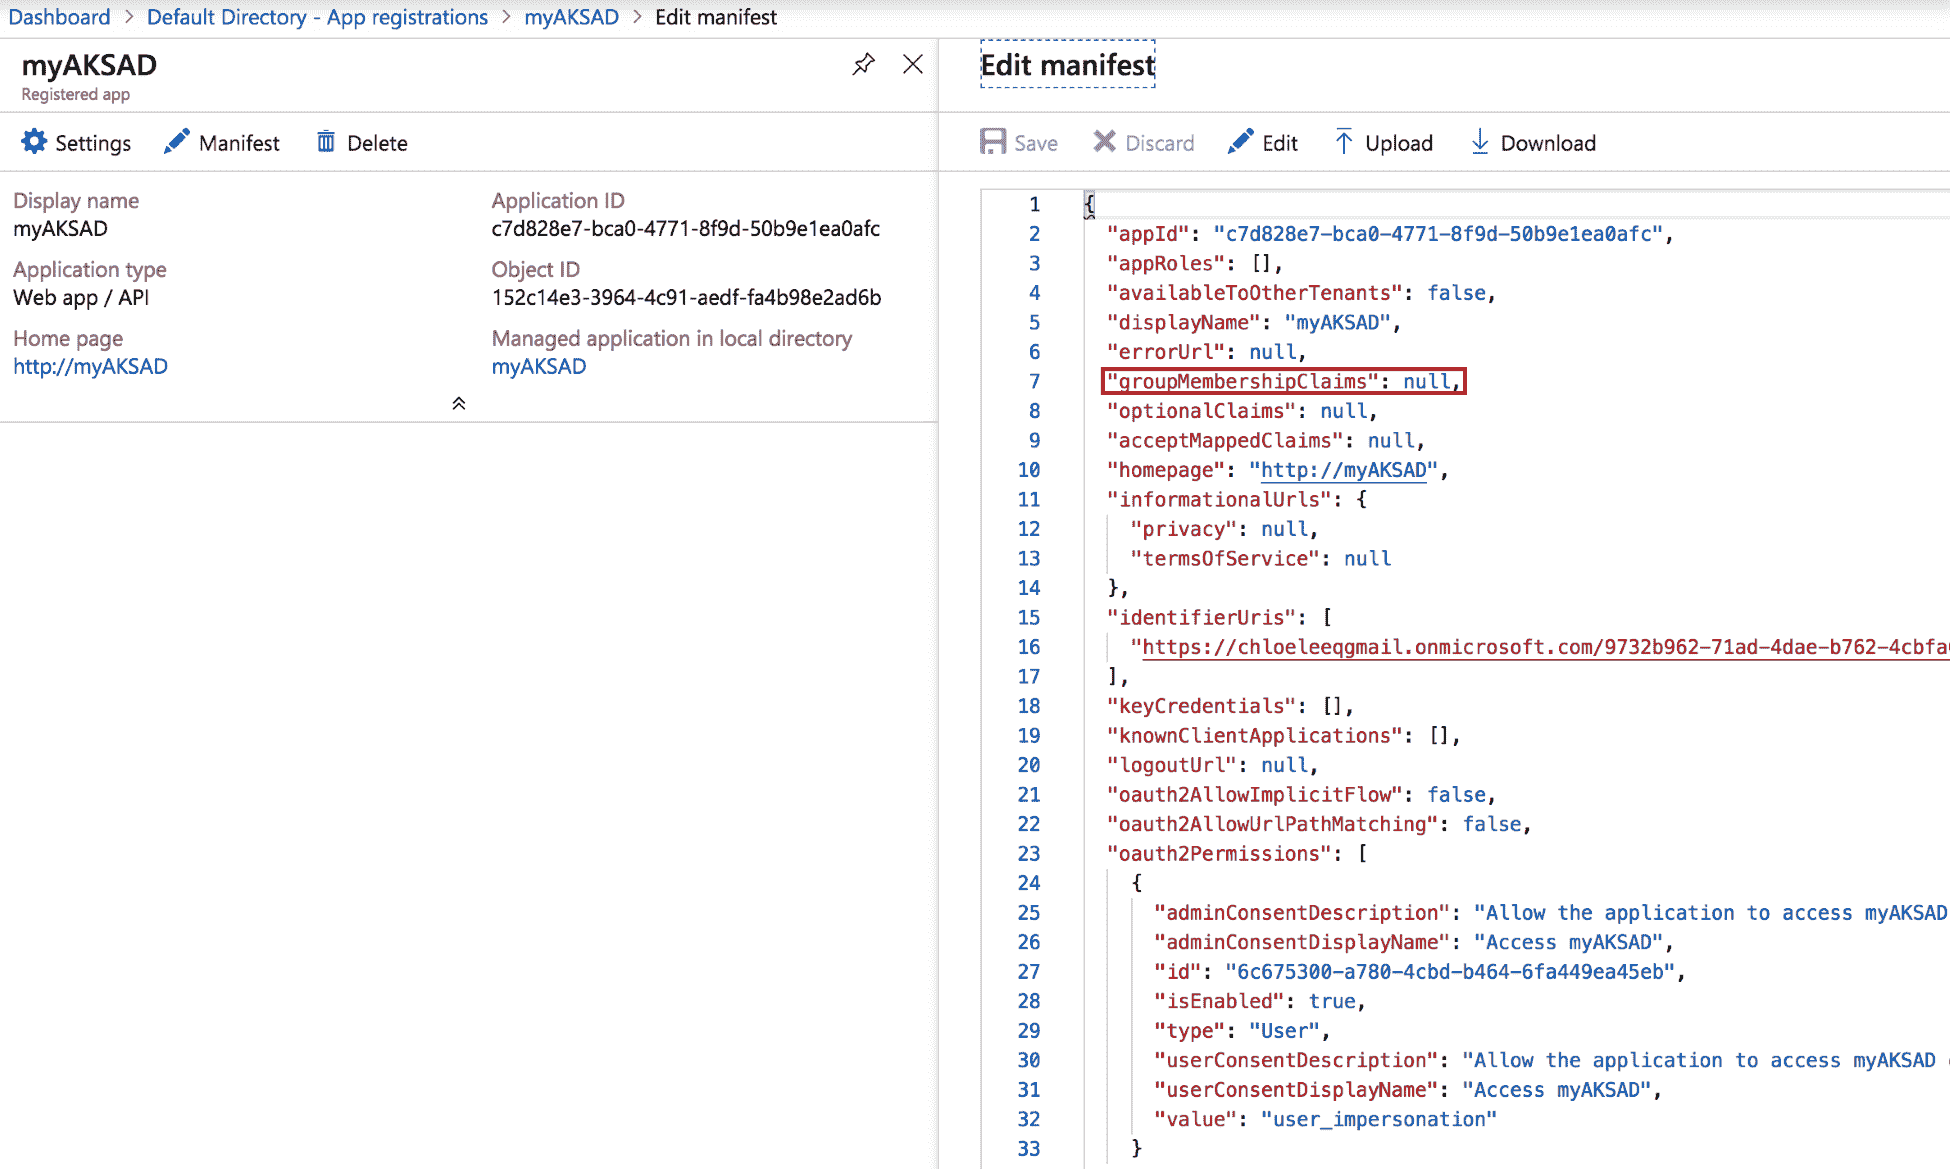 Dashboard > Default Directory - App registrations > myAKSAD > Edit manifest
myAKSAD
Registered app
Settings Manifest Delete
Display name
myAKSAD
Application ID
c7d828e7-bca0-4771-8f9d-50b9e1ea0afc
Application type
Web app / API
Object ID
152c14e3-3964-4c91-aedf-fa4b98e2ad6b
Home page
http://myAKSAD
Managed application in local directory
myAKSAD
Edit manifest
Save Discard Edit Upload Download
1 {
2 "appId": "c7d828e7-bca0-4771-8f9d-50b9e1ea0afc",
3 "appRoles": [],
4 "availableToOtherTenants": false,
5 "displayName": "myAKSAD",
6 "errorUrl": null,
7 "groupMembershipClaims": null,
8 "optionalClaims": null,
9 "acceptMappedClaims": null,
10 "homepage": "http://myAKSAD",
11 "informationalUrls": {
12 "privacy": null,
13 "termsOfService": null
14 },
15 "identifierUris": [
16 "https://chloeleeqgmail.onmicrosoft.com/9732b962-71ad-4dae-b762-4cbfa
17 ],
18 "keyCredentials": [],
19 "knownClientApplications": [],
20 "logoutUrl": null,
21 "oauth2AllowImplicitFlow": false,
22 "oauth2AllowUrlPathMatching": false,
23 "oauth2Permissions": [
24 {
25 "adminConsentDescription": "Allow the application to access myAKSAD
26 "adminConsentDisplayName": "Access myAKSAD",
27 "id": "6c675300-a780-4cbd-b464-6fa449ea45eb",
28 "isEnabled": true,
29 "type": "User",
30 "userConsentDescription": "Allow the application to access myAKSAD
31 "userConsentDisplayName": "Access myAKSAD",
32 "value": "user_impersonation"
33 }